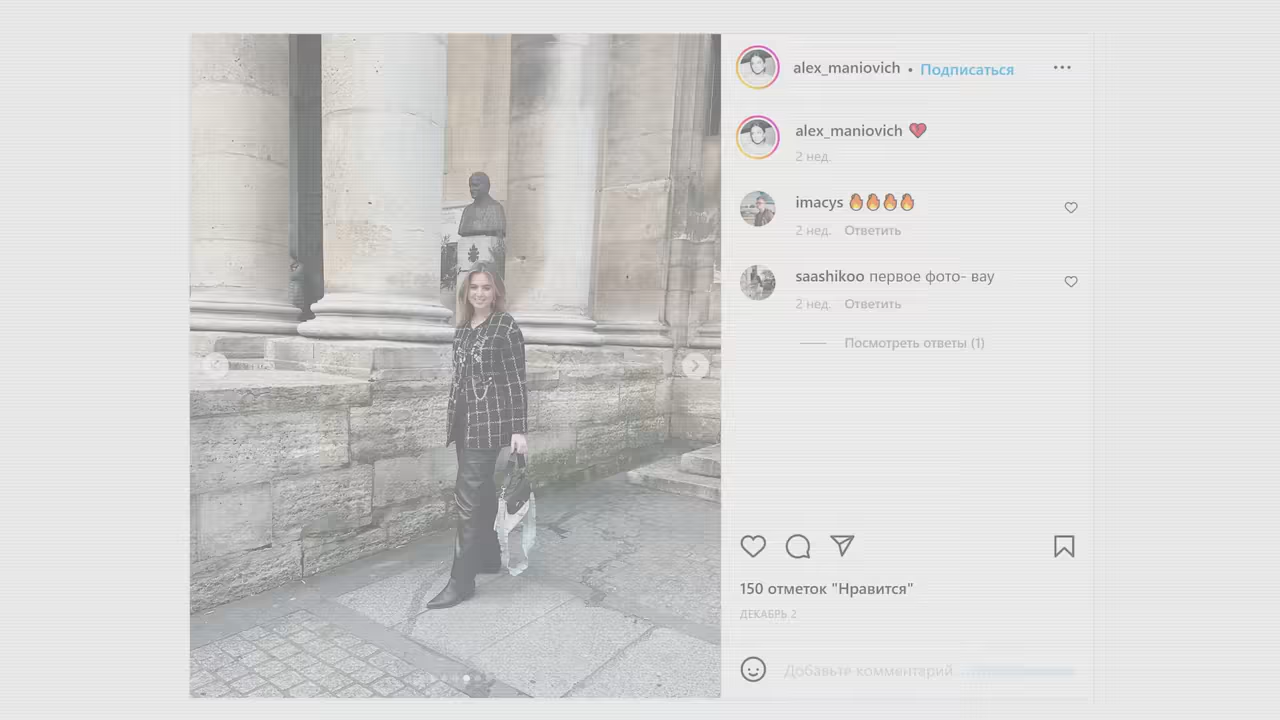 alex_maniovich • Подписаться
alex_maniovich
2 нед.
imacys
2 нед. Ответить
saashikoo первое фото- вау
2 нед. Ответить
Посмотреть ответы (1)
150 отметок "Нравится"
ДЕКАБРЬ 2
Добавьте комментарий